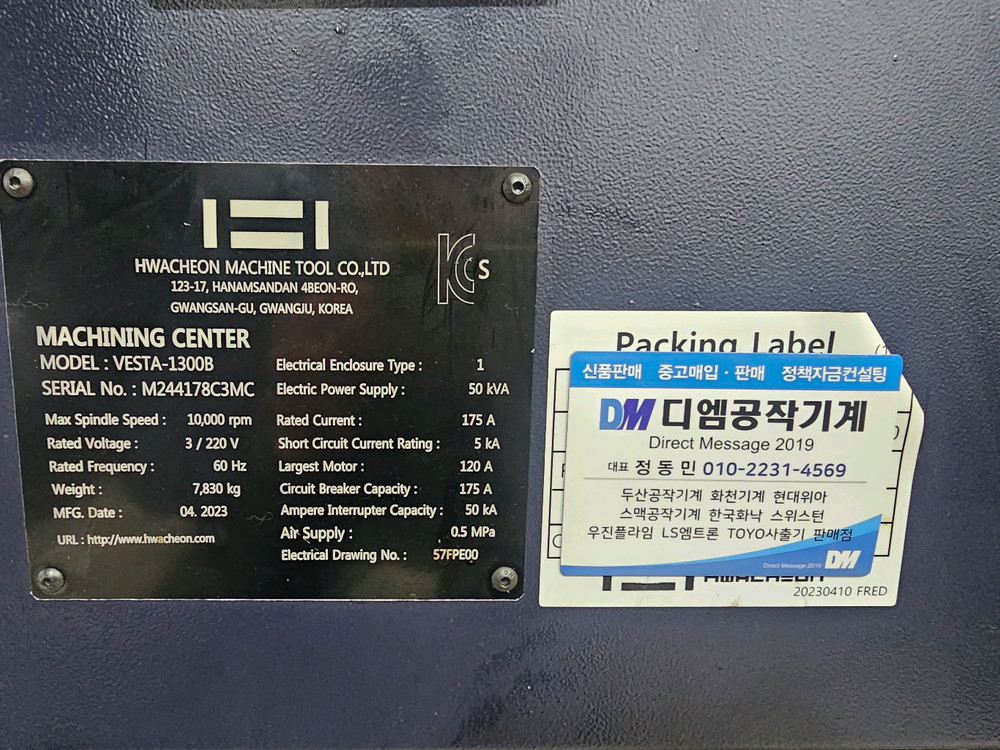 HWACHEON MACHINE TOOL CO.,LTD
123-17, HANAMSANDAN 4BEON-RO,
GWANGSAN-GU, GWANGJU, KOREA
S
MACHINING CENTER
MODEL : VESTA-1300B
SERIAL No. : M244178C3MC
Max Spindle Speed : 10,000 rpm
Rated Voltage : 3 / 220 V
Rated Frequency : 60 Hz
Weight : 7,830 kg
MFG. Date : 04. 2023
URL : http://www.hwacheon.com
Electrical Enclosure Type : 1
Electric Power Supply : 50 kVA
Rated Current : 175 A
Short Circuit Current Rating : 5 kA
Largest Motor : 120 A
Circuit Breaker Capacity : 175 A
Ampere Interrupter Capacity : 50 kA
Air Supply : 0.5 MPa
Electrical Drawing No. : 57FPE00
Packing Label
신품판매 중고매입 · 판매 정책자금컨설팅
DM 디엠공작기계
Direct Message 2019
대표 정동민 010-2231-4569
두산공작기계 화천기계 현대위아
스맥공작기계 한국화낙 스위스턴
우진플라임 LS엠트론 TOYO사출기 판매점
Direct Message 2019 DM
HWACHEON
20230410 FRED